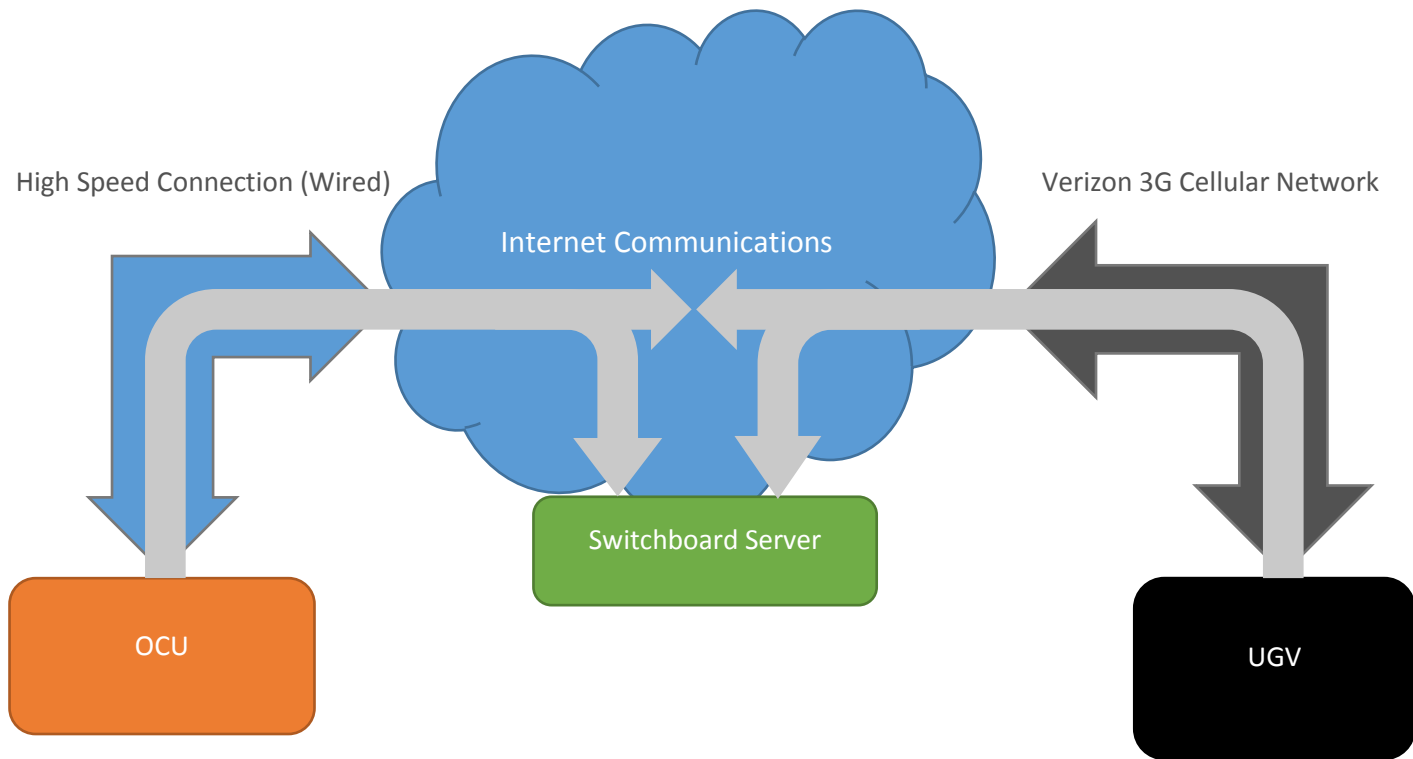 High Speed Connection (Wired)
Verizon 3G Cellular Network
Internet Communications
Switchboard Server
OCU
UGV